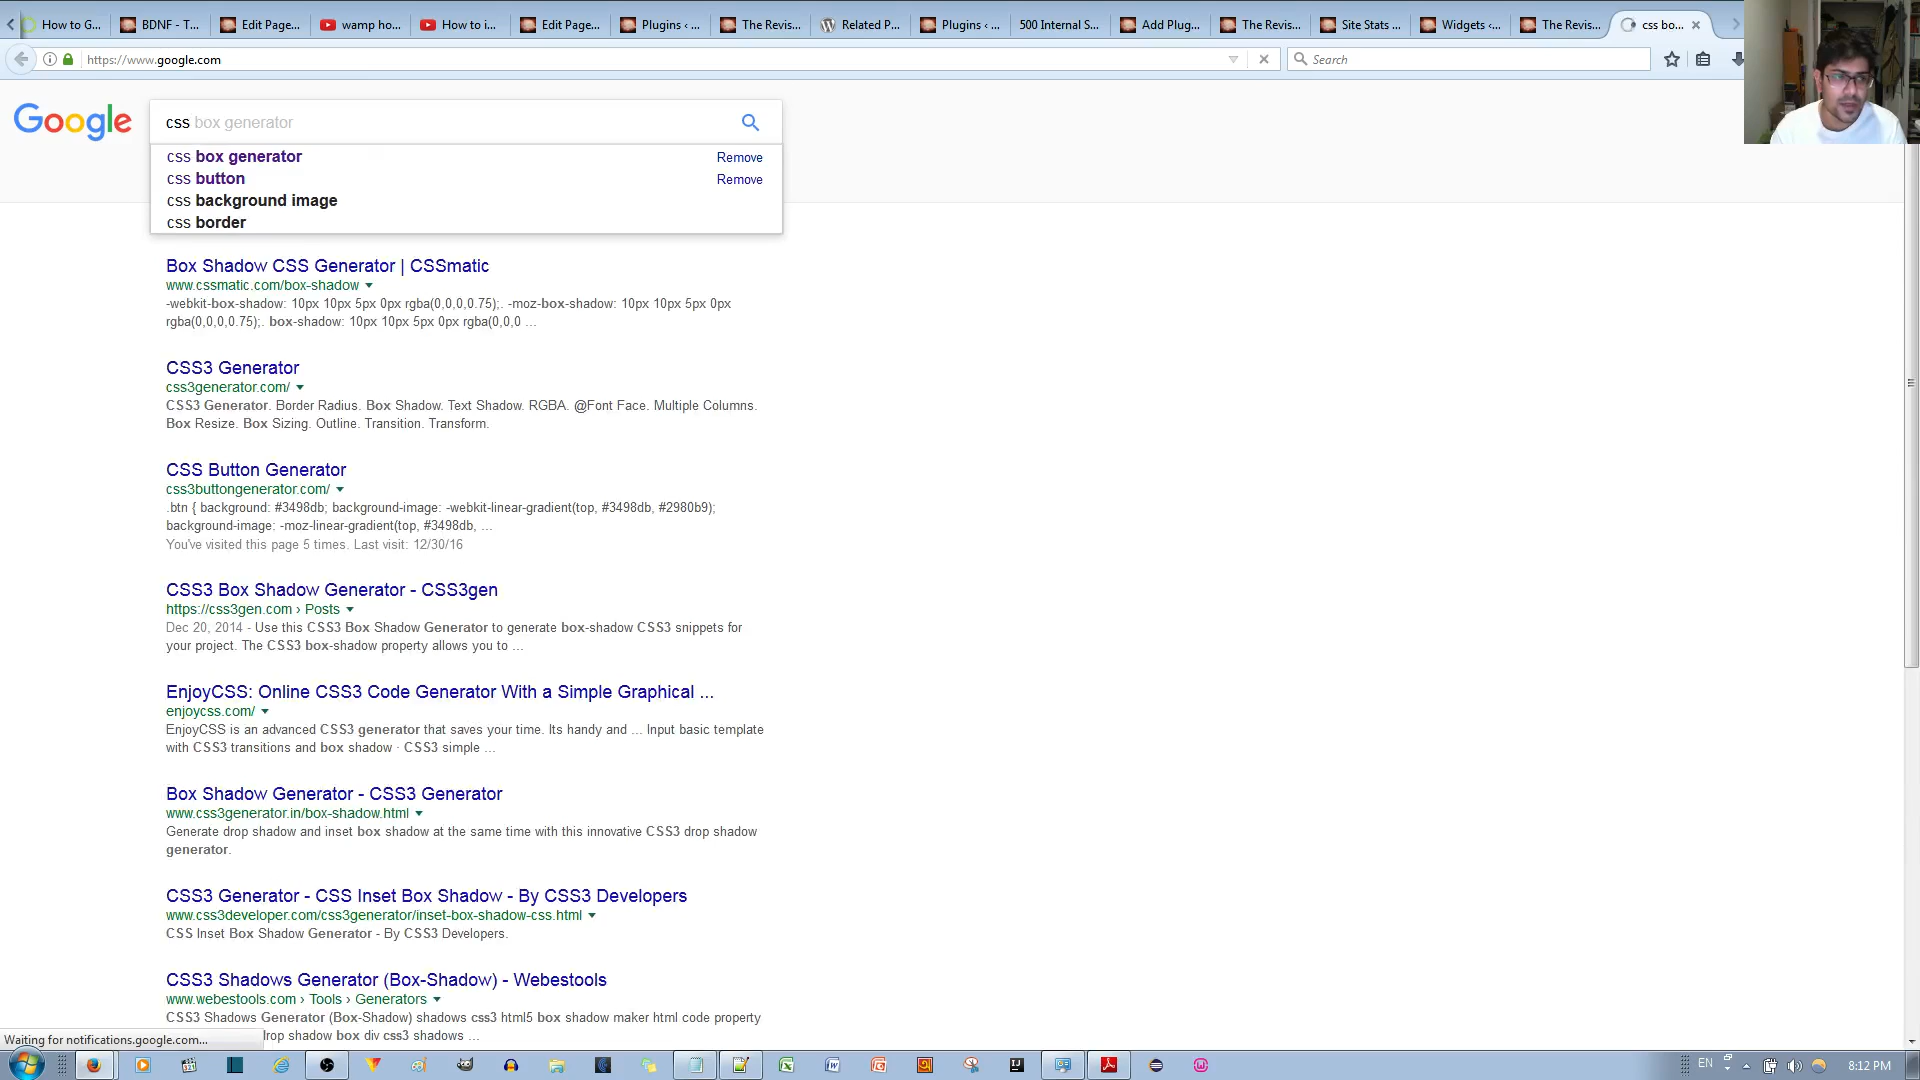 How to G...
BDNF - T...
Edit Page...
wamp ho...
How to i...
Edit Page...
Plugins ‹ ...
The Revis...
Related P...
Plugins ‹ ...
500 Internal S...
Add Plug...
The Revis...
Site Stats ...
Widgets ‹...
The Revis...
css bo...
https://www.google.com
Search
Google
css box generator
css box generator Remove
css button Remove
css background image
css border
Box Shadow CSS Generator | CSSmatic
www.cssmatic.com/box-shadow
-webkit-box-shadow: 10px 10px 5px 0px rgba(0,0,0,0.75);. -moz-box-shadow: 10px 10px 5px 0px
rgba(0,0,0,0.75);. box-shadow: 10px 10px 5px 0px rgba(0,0,0 ...
CSS3 Generator
css3generator.com/
CSS3 Generator. Border Radius. Box Shadow. Text Shadow. RGBA. @Font Face. Multiple Columns.
Box Resize. Box Sizing. Outline. Transition. Transform.
CSS Button Generator
css3buttongenerator.com/
.btn { background: #3498db; background-image: -webkit-linear-gradient(top, #3498db, #2980b9);
background-image: -moz-linear-gradient(top, #3498db, ...
You've visited this page 5 times. Last visit: 12/30/16
CSS3 Box Shadow Generator - CSS3gen
https://css3gen.com › Posts
Dec 20, 2014 - Use this CSS3 Box Shadow Generator to generate box-shadow CSS3 snippets for
your project. The CSS3 box-shadow property allows you to ...
EnjoyCSS: Online CSS3 Code Generator With a Simple Graphical ...
enjoycss.com/
EnjoyCSS is an advanced CSS3 generator that saves your time. Its handy and ... Input basic template
with CSS3 transitions and box shadow · CSS3 simple ...
Box Shadow Generator - CSS3 Generator
www.css3generator.in/box-shadow.html
Generate drop shadow and inset box shadow at the same time with this innovative CSS3 drop shadow
generator.
CSS3 Generator - CSS Inset Box Shadow - By CSS3 Developers
www.css3developer.com/css3generator/inset-box-shadow-css.html
CSS Inset Box Shadow Generator - By CSS3 Developers.
CSS3 Shadows Generator (Box-Shadow) - Webestools
www.webestools.com › Tools › Generators
CSS3 Shadows Generator (Box-Shadow) shadows css3 html5 box shadow maker html code property
drop shadow box div css3 shadows ...
Waiting for notifications.google.com...
EN
8:12 PM